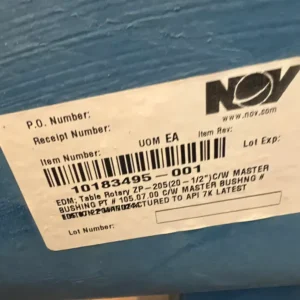 NOV
www.nov.com
P.O. Number:
Receipt Number:
UOM EA
Item Rev:
Item Number:
Lot Exp:
10183495-001
EDM; Table Rotary ZP-205(20-1/2")C/W MASTER
BUSHING PT # 105.07.00 C/W MASTER BUSHNG #
MANUFACTURED TO API 7K LATEST
Lot Number: